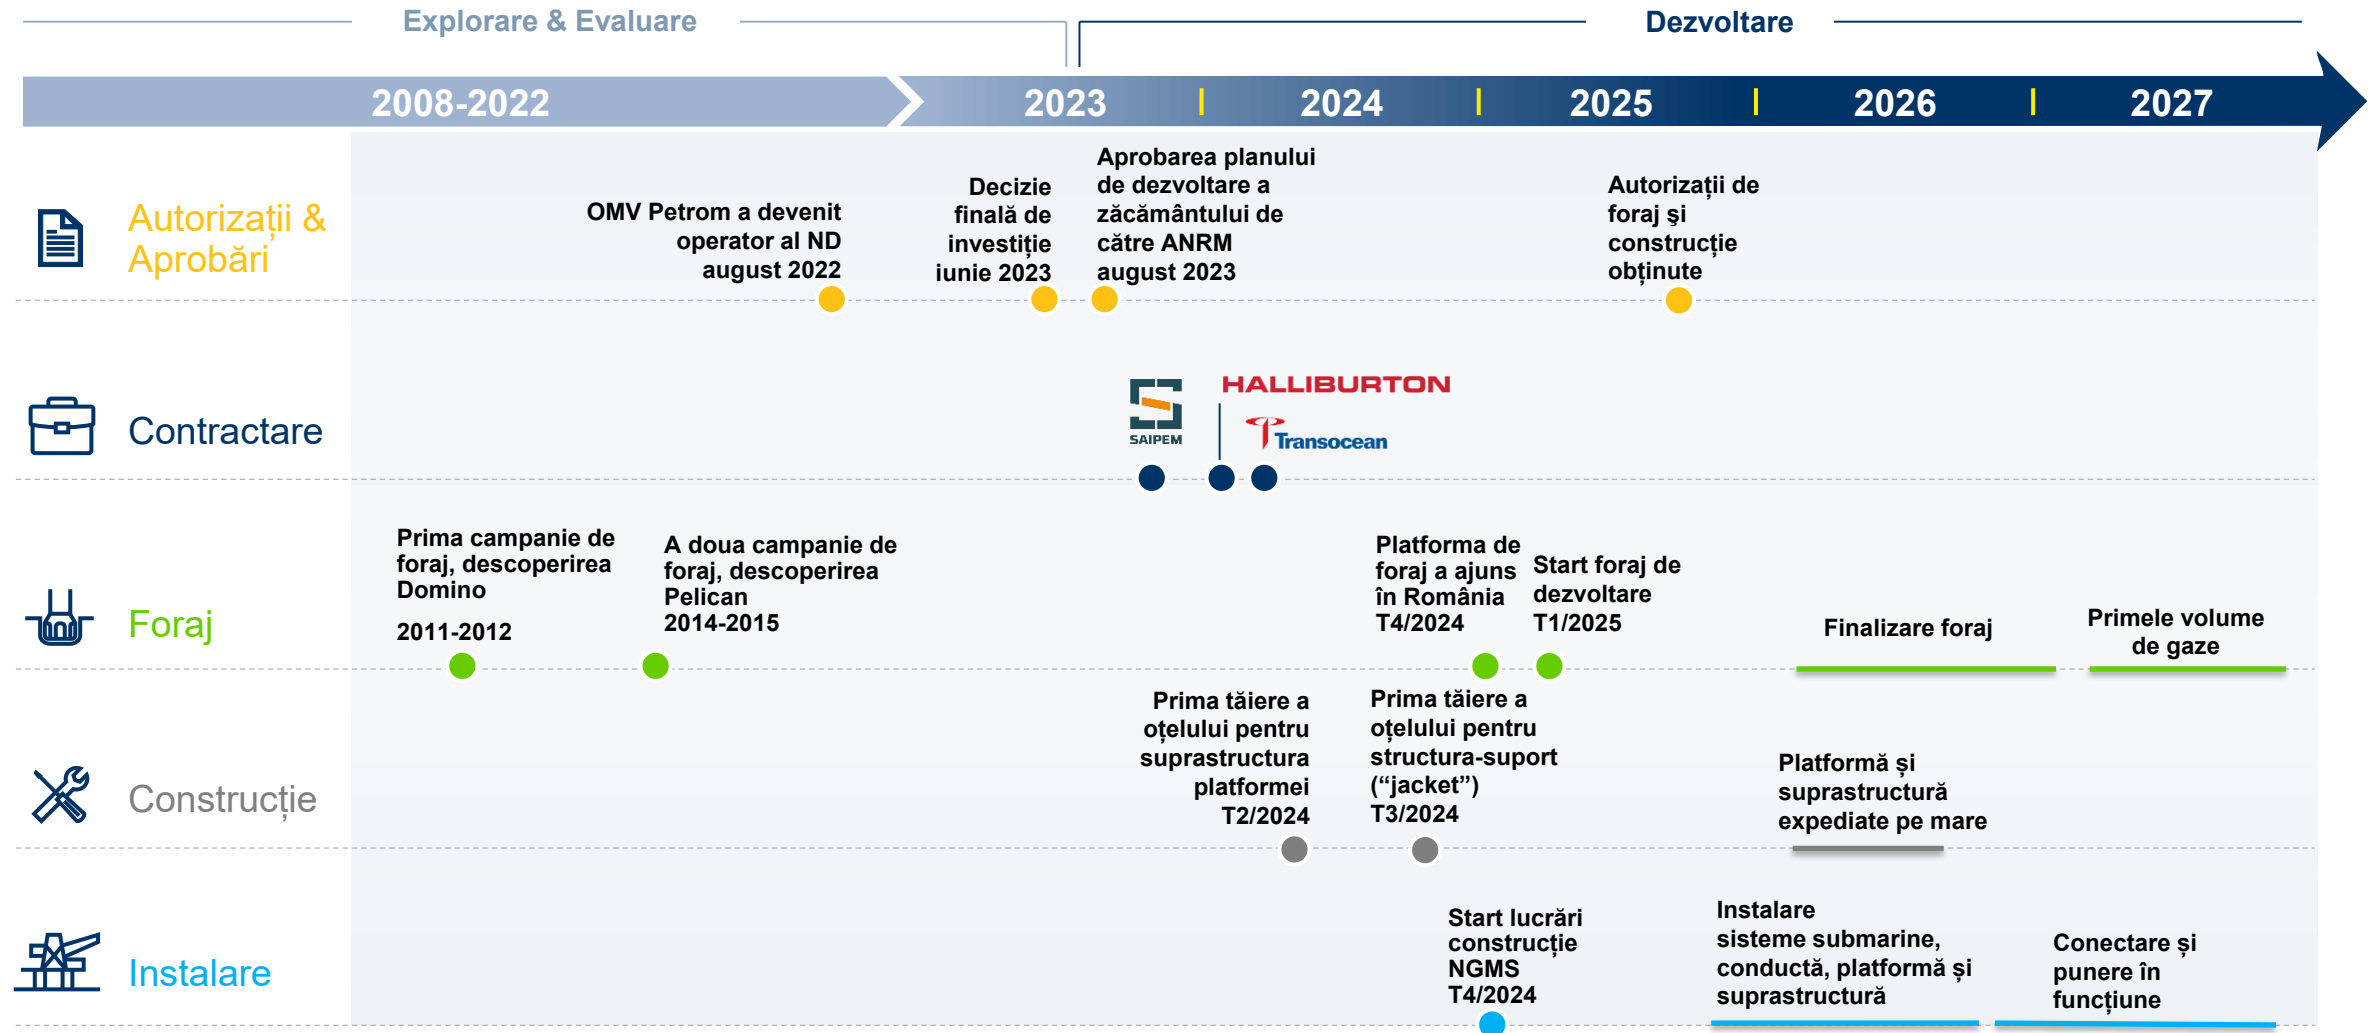 Explorare & Evaluare
Dezvoltare
2008-2022
2023
2024
2025
2026
2027
Autorizații &
Aprobări
OMV Petrom a devenit
operator al ND
august 2022
Decizie
finală de
investiție
iunie 2023
Aprobarea planului
de dezvoltare a
zăcământului de
către ANRM
august 2023
Autorizații de
foraj şi
construcție
obținute
Contractare
SAIPEM
HALLIBURTON
Transocean
Foraj
Prima campanie de
foraj, descoperirea
Domino
2011-2012
A doua campanie de
foraj, descoperirea
Pelican
2014-2015
Platforma de
foraj a ajuns
în România
T4/2024
Start foraj de
dezvoltare
T1/2025
Finalizare foraj
Primele volume
de gaze
Construcție
Prima tăiere a
oțelului pentru
suprastructura
platformei
T2/2024
Prima tăiere a
oțelului pentru
structura-suport
(“jacket”)
T3/2024
Platformă și
suprastructură
expediate pe mare
Instalare
Start lucrări
construcție
NGMS
T4/2024
Instalare
sisteme submarine,
conductă, platformă și
suprastructură
Conectare și
punere în
funcțiune